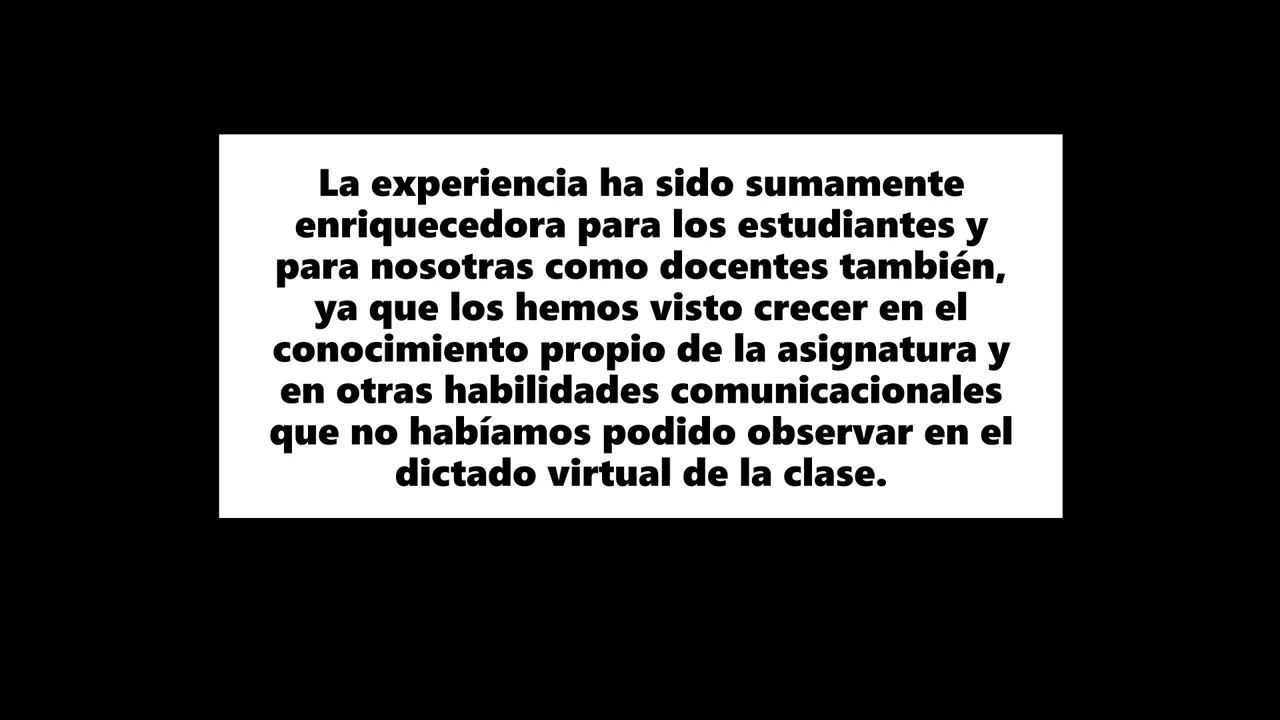 La experiencia ha sido sumamente
enriquecedora para los estudiantes y
para nosotras como docentes también,
ya que los hemos visto crecer en el
conocimiento propio de la asignatura y
en otras habilidades comunicacionales
que no habíamos podido observar en el
dictado virtual de la clase.